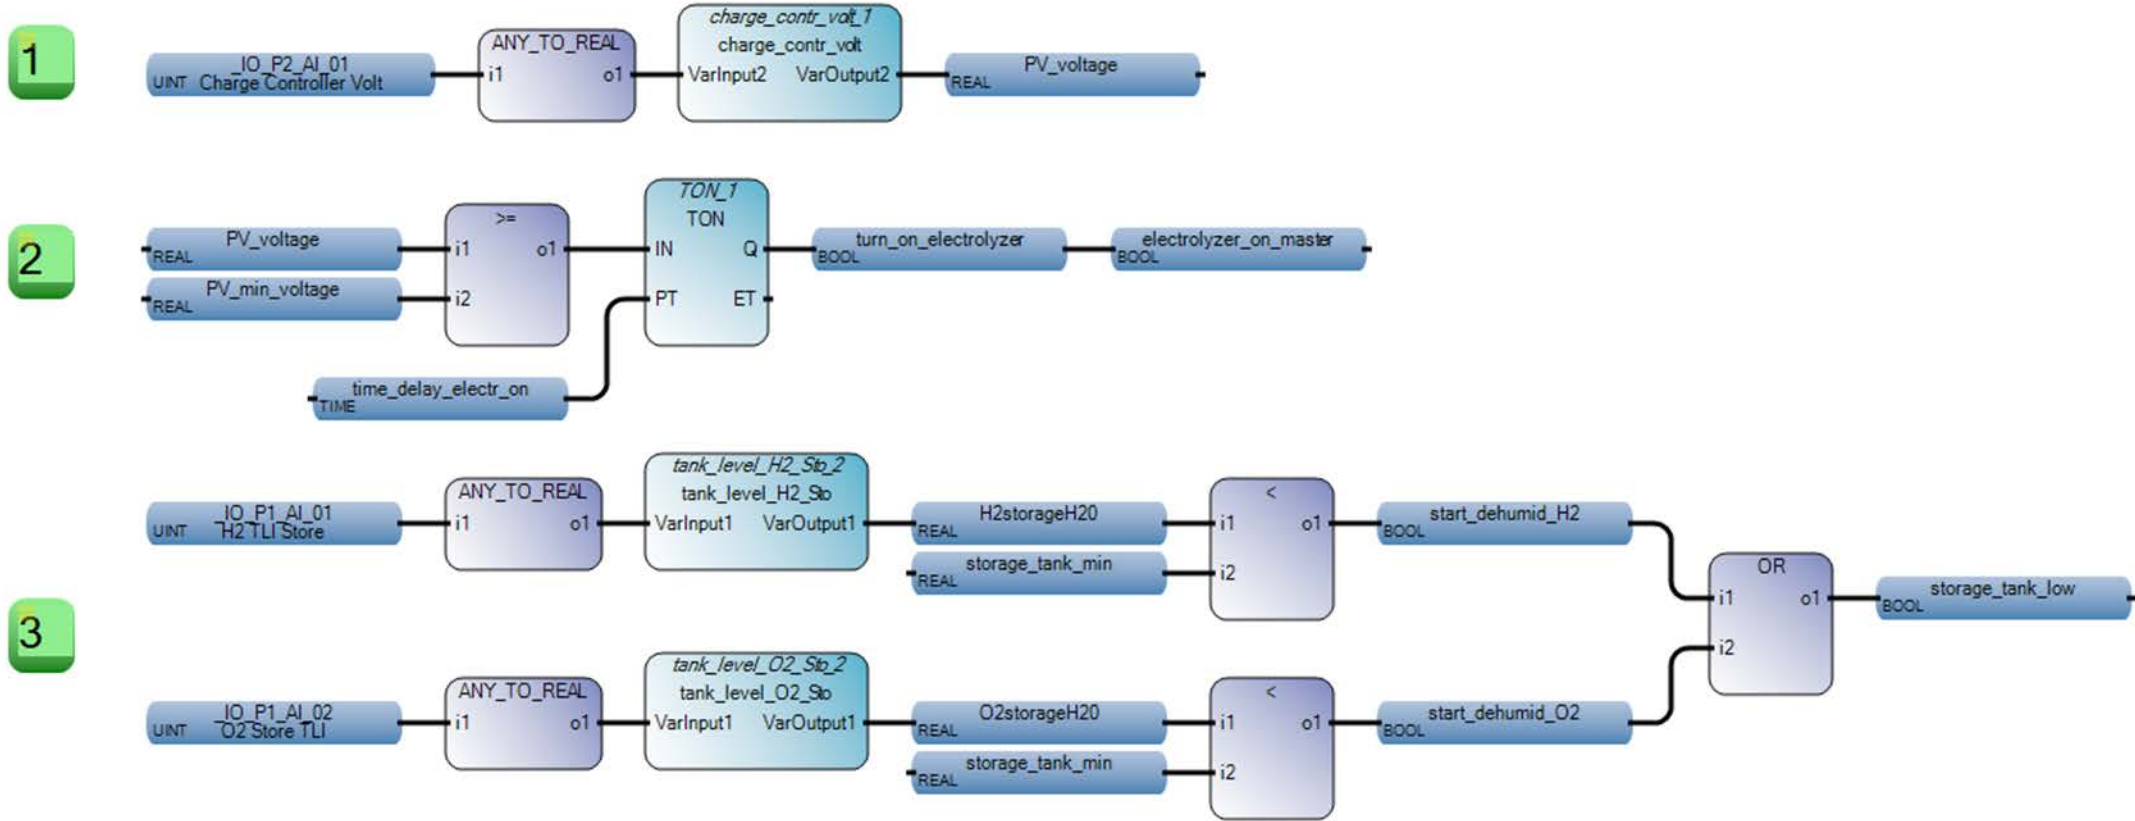 1
_IO_P2_AI_01
UINT Charge Controller Volt
ANY_TO_REAL
i1 o1
charge_contr_volt_1
charge_contr_volt
VarInput2 VarOutput2
PV_voltage
REAL
2
PV_voltage
REAL
PV_min_voltage
REAL
>=
i1 o1
i2
time_delay_electr_on
TIME
TON_1
TON
IN Q
PT ET
turn_on_electrolyzer
BOOL
electrolyzer_on_master
BOOL
3
_IO_P1_AI_01
UINT H2 TLI Store
ANY_TO_REAL
i1 o1
tank_level_H2_Sto_2
tank_level_H2_Sto
VarInput1 VarOutput1
H2storageH20
REAL
storage_tank_min
REAL
<
i1 o1
i2
start_dehumid_H2
BOOL
_IO_P1_AI_02
UINT O2 Store TLI
ANY_TO_REAL
i1 o1
tank_level_O2_Sto_2
tank_level_O2_Sto
VarInput1 VarOutput1
O2storageH20
REAL
storage_tank_min
REAL
<
i1 o1
i2
start_dehumid_O2
BOOL
OR
i1 o1
i2
storage_tank_low
BOOL